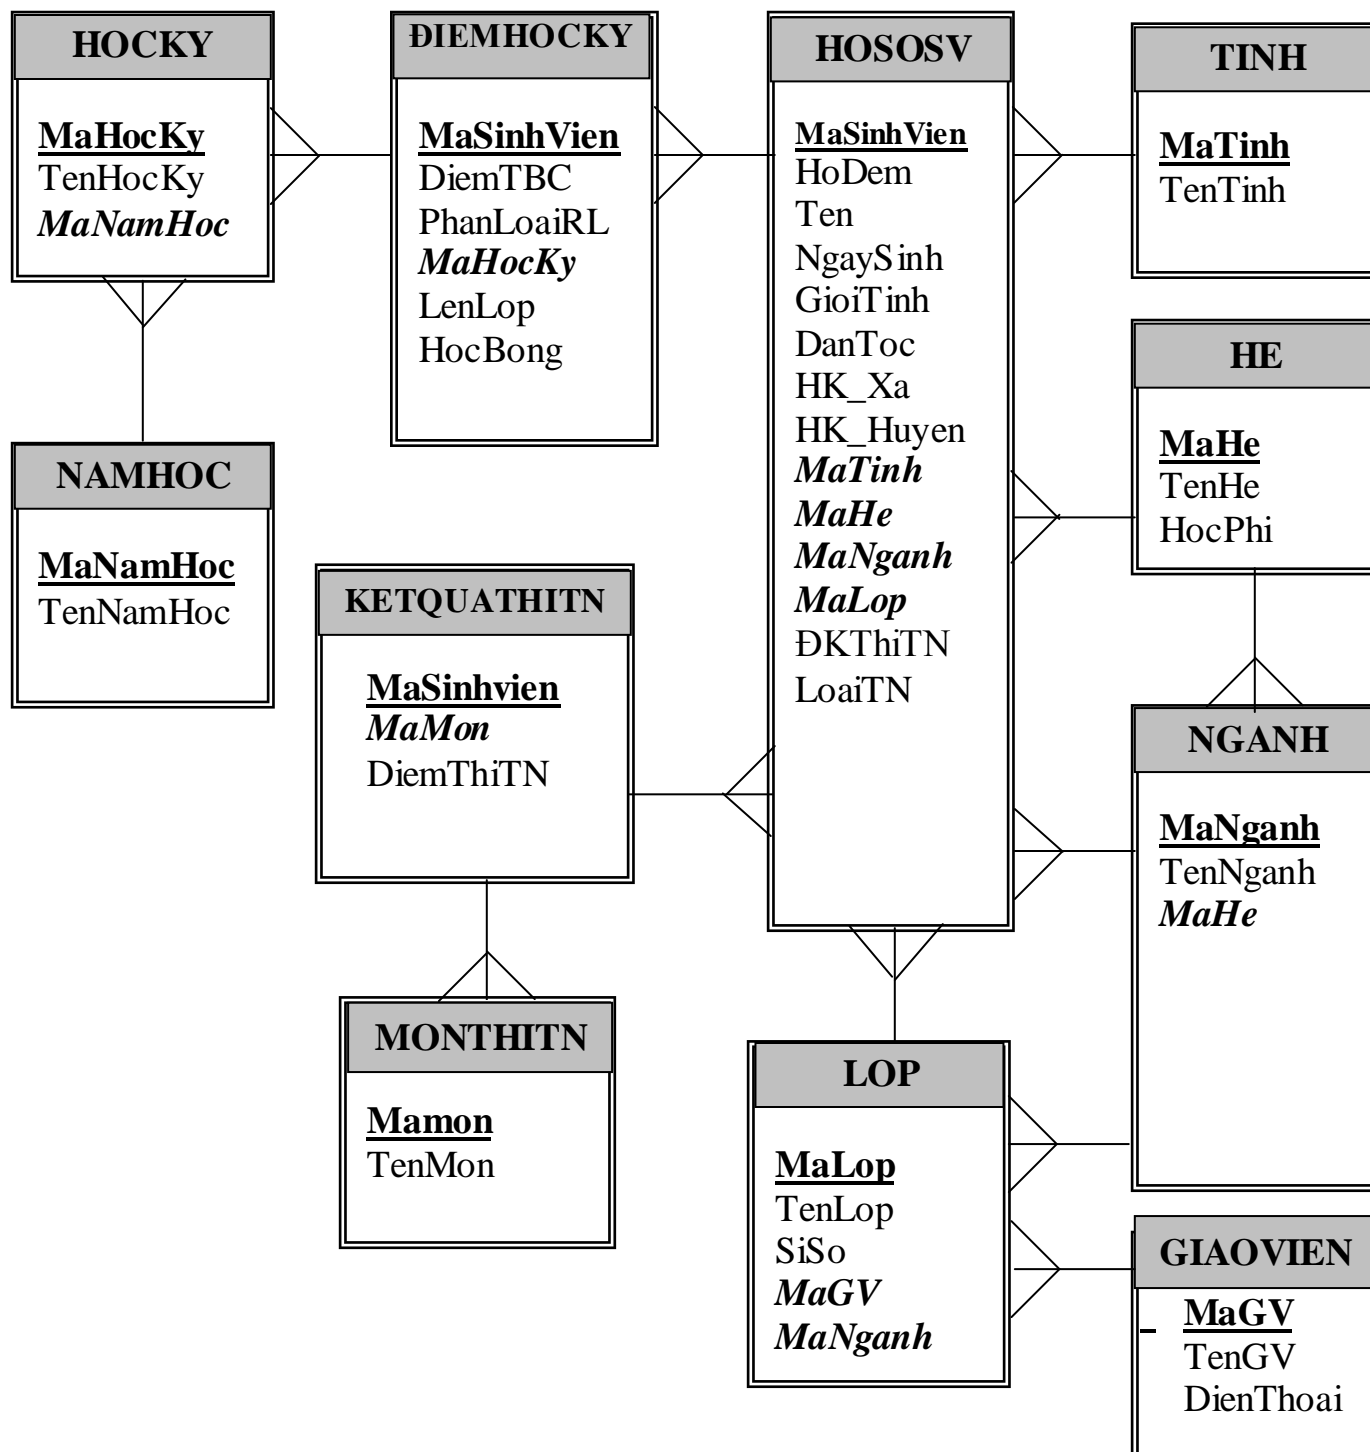 HOCKY
MaHocKy
TenHocKy
MaNamHoc
ĐIEMHOCKY
MaSinhVien
DiemTBC
PhanLoaiRL
MaHocKy
LenLop
HocBong
HOSOSV
MaSinhVien
HoDem
Ten
NgaySinh
GioiTinh
DanToc
HK_Xa
HK_Huyen
MaTinh
MaHe
MaNganh
MaLop
ĐKThiTN
LoaiTN
TINH
MaTinh
TenTinh
HE
MaHe
TenHe
HocPhi
NAMHOC
MaNamHoc
TenNamHoc
KETQUATHITN
MaSinhvien
MaMon
DiemThiTN
NGANH
MaNganh
TenNganh
MaHe
MONTHITN
Mamon
TenMon
LOP
MaLop
TenLop
SiSo
MaGV
MaNganh
GIAOVIEN
MaGV
TenGV
DienThoai